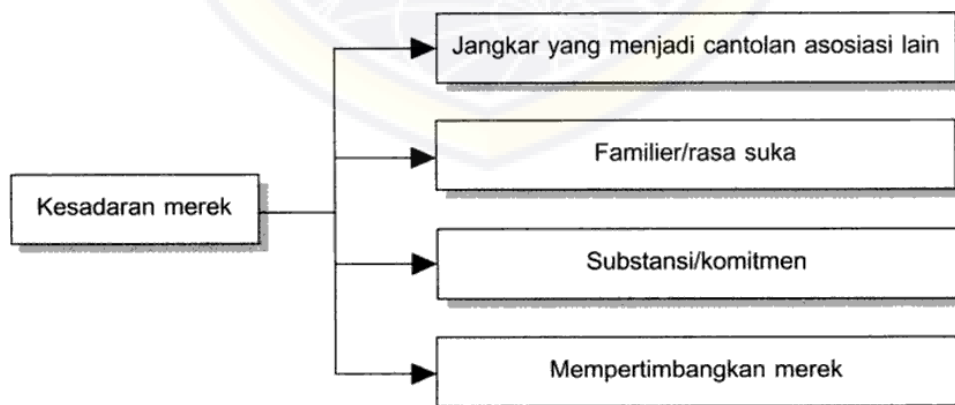 Jangkar yang menjadi cantolan asosiasi lain
Familier/rasa suka
Kesadaran merek
Substansi/komitmen
Mempertimbangkan merek